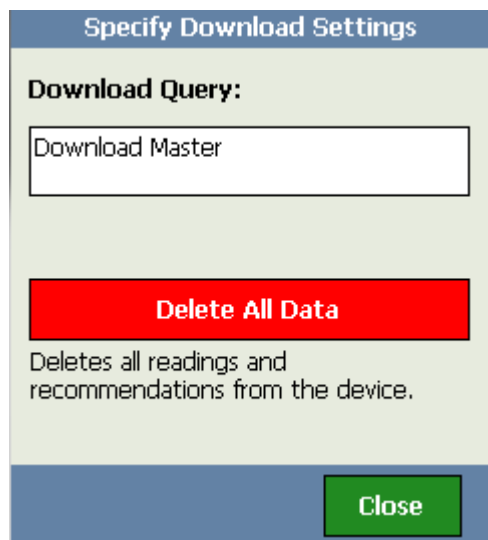 Specify Download Settings
Download Query:
Download Master
Delete All Data
Deletes all readings and
recommendations from the device.
Close